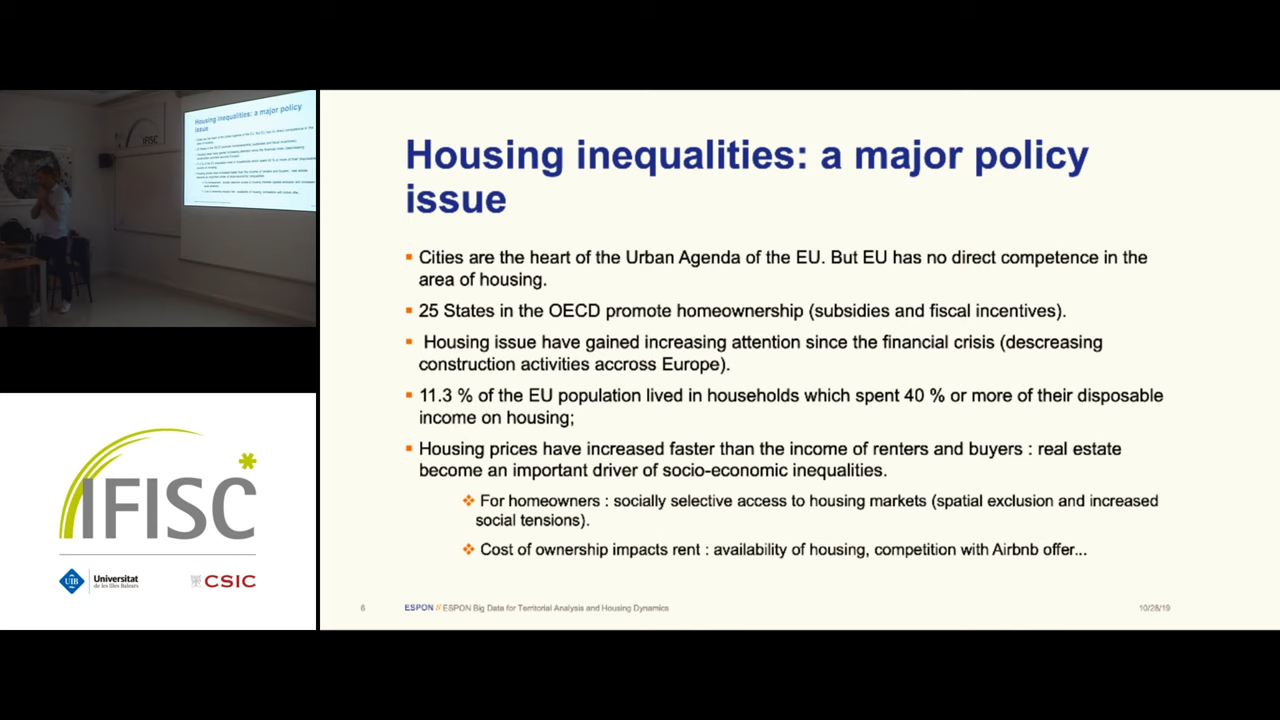 Housing inequalities: a major policy
issue
Cities are the heart of the Urban Agenda of the EU. But EU has no direct competence in the
area of housing.
25 States in the OECD promote homeownership (subsidies and fiscal incentives).
Housing issue have gained increasing attention since the financial crisis (descreasing
construction activities accross Europe).
11.3 % of the EU population lived in households which spent 40 % or more of their disposable
income on housing;
Housing prices have increased faster than the income of renters and buyers : real estate
become an important driver of socio-economic inequalities.
For homeowners : socially selective access to housing markets (spatial exclusion and increased
social tensions).
Cost of ownership impacts rent : availability of housing, competition with Airbnb offer...
6
ESPON // ESPON Big Data for Territorial Analysis and Housing Dynamics
10/28/19
Housing inequalities: a major policy
issue
IFISC
IFISC
UIB
Universitat
de les Illes Balears
CSIC